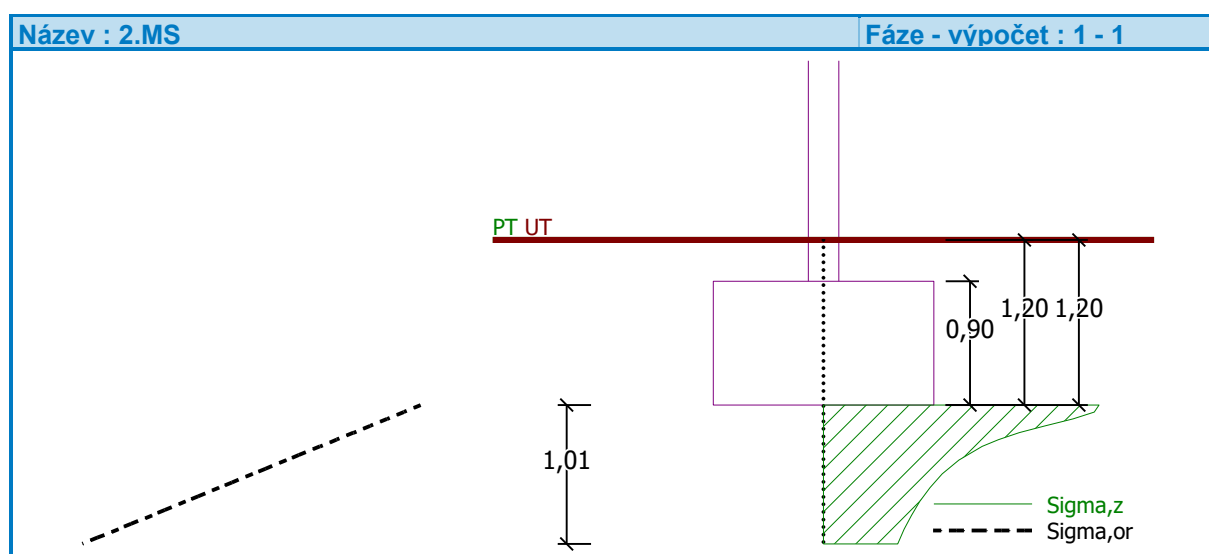 Název : 2.MS Fáze - výpočet : 1 - 1
PT UT
0,90
1,20 1,20
1,01
Sigma,z
Sigma,or